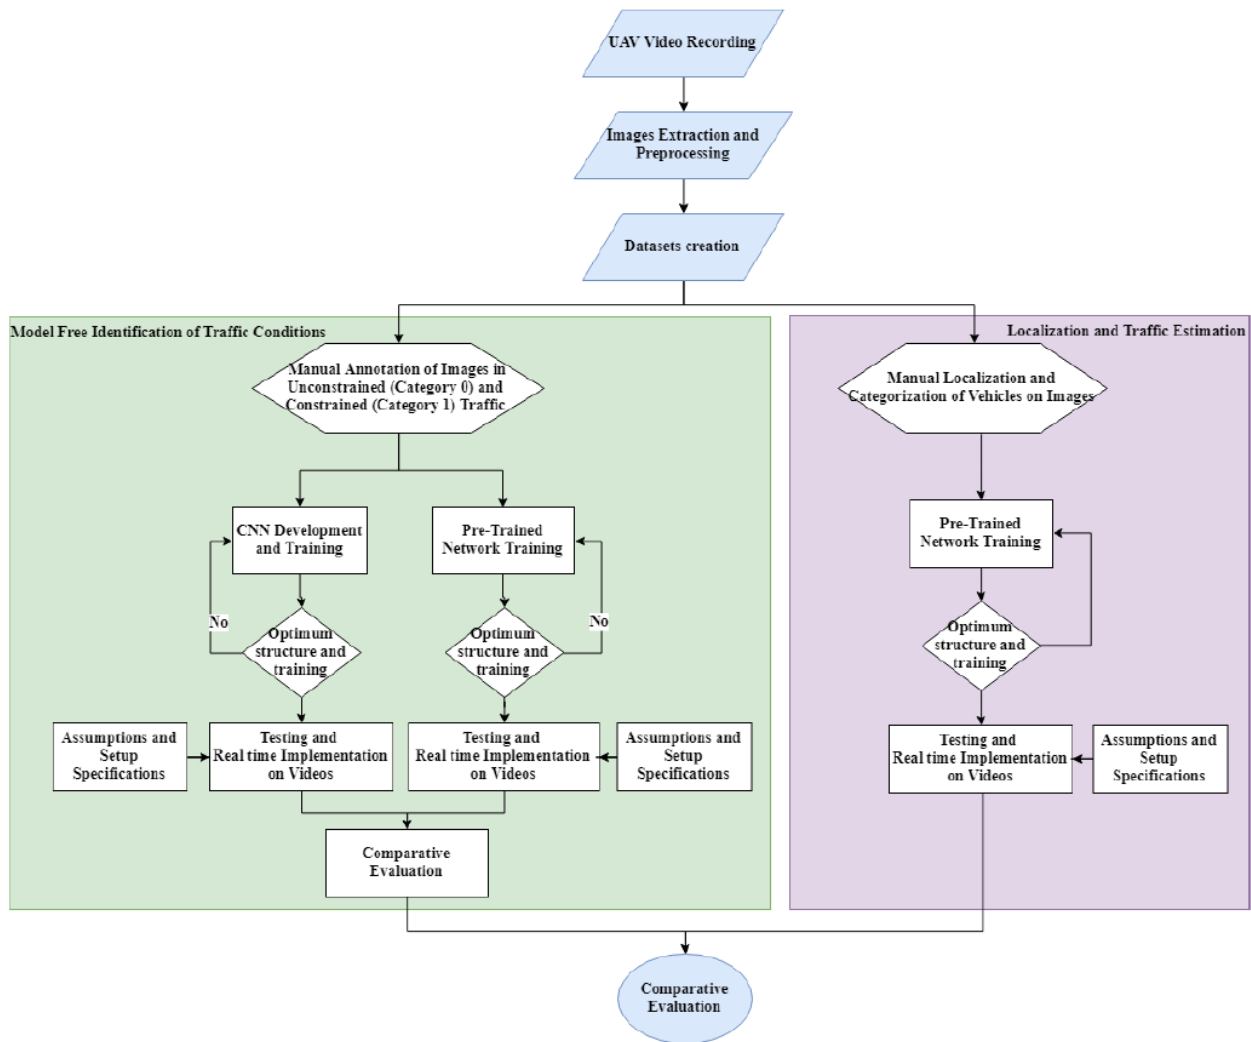 UAV Video Recording
Images Extraction and
Preprocessing
Datasets creation
Model Free Identification of Traffic Conditions
Manual Annotation of Images in
Unconstrained (Category 0) and
Constrained (Category 1) Traffic
CNN Development
and Training
Pre-Trained
Network Training
No
Optimum
structure and
training
Optimum
structure and
training
No
Assumptions and
Setup
Specifications
Testing and
Real time Implementation
on Videos
Testing and
Real time Implementation
on Videos
Assumptions and
Setup
Specifications
Comparative
Evaluation
Localization and Traffic Estimation
Manual Localization and
Categorization of Vehicles on Images
Pre-Trained
Network Training
Optimum
structure and
training
Testing and
Real time Implementation
on Videos
Assumptions and
Setup
Specifications
Comparative
Evaluation